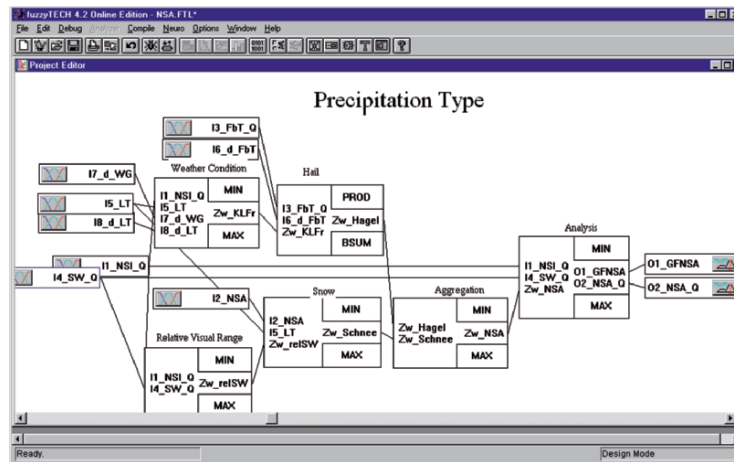 fuzzyTECH 4.2 Online Edition - NSA.FTL*
File Edit Debug Analyzer Compile Neuro Options Window Help
Project Editor
Precipitation Type
I3_FbT_Q
I6_d_FbT
Weather Condition
Hail
I7_d_WG
I5_LT
I8_d_LT
I1_NSI_Q
I5_LT
I7_d_WG
I8_d_LT
MIN
Zw_KLFr
MAX
I3_FbT_Q
I6_d_FbT
Zw_KLFr
PROD
Zw_Hagel
BSUM
Analysis
I1_NSI_Q
I4_SW_Q
Zw_NSA
MIN
O1_GFNSA
O2_NSA_Q
MAX
O1_GFNSA
O2_NSA_Q
I1_NSI_Q
I4_SW_Q
I2_NSA
Snow
I2_NSA
I5_LT
Zw_relSW
MIN
Zw_Schnee
MAX
Aggregation
Zw_Hagel
Zw_Schnee
MIN
Zw_NSA
MAX
Relative Visual Range
I1_NSI_Q
I4_SW_Q
MIN
Zw_relSW
MAX
Ready.
Design Mode